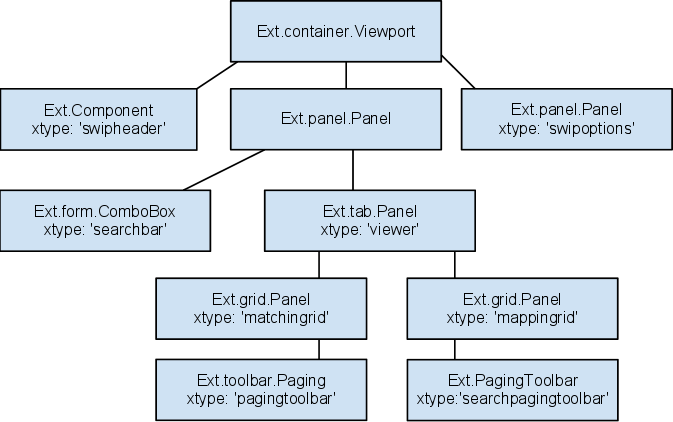 Ext.container.Viewport
Ext.Component
xtype: 'swipheader'
Ext.panel.Panel
Ext.panel.Panel
xtype: 'swipoptions'
Ext.form.ComboBox
xtype: 'searchbar'
Ext.tab.Panel
xtype: 'viewer'
Ext.grid.Panel
xtype: 'matchingrid'
Ext.grid.Panel
xtype: 'mappingrid'
Ext.toolbar.Paging
xtype: 'pagingtoolbar'
Ext.PagingToolbar
xtype:'searchpagingtoolbar'